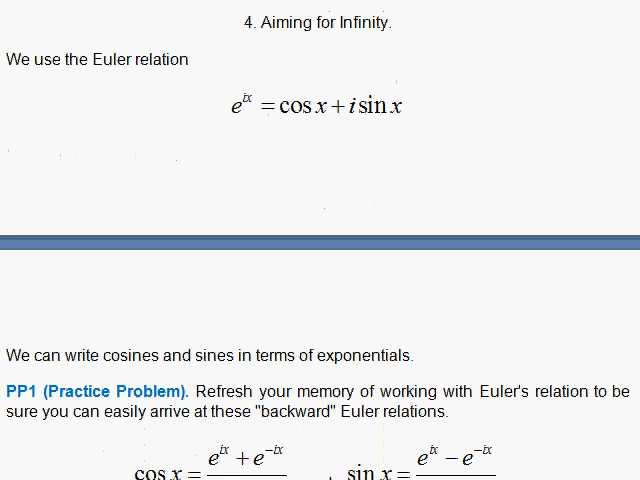 4. Aiming for Infinity.
We use the Euler relation
e^{ix} = cos x + i sin x
We can write cosines and sines in terms of exponentials.
PP1 (Practice Problem). Refresh your memory of working with Euler's relation to be
sure you can easily arrive at these "backward" Euler relations.
e^{ix} + e^{-ix} e^{ix} − e^{-ix}
cos x = , sin x =